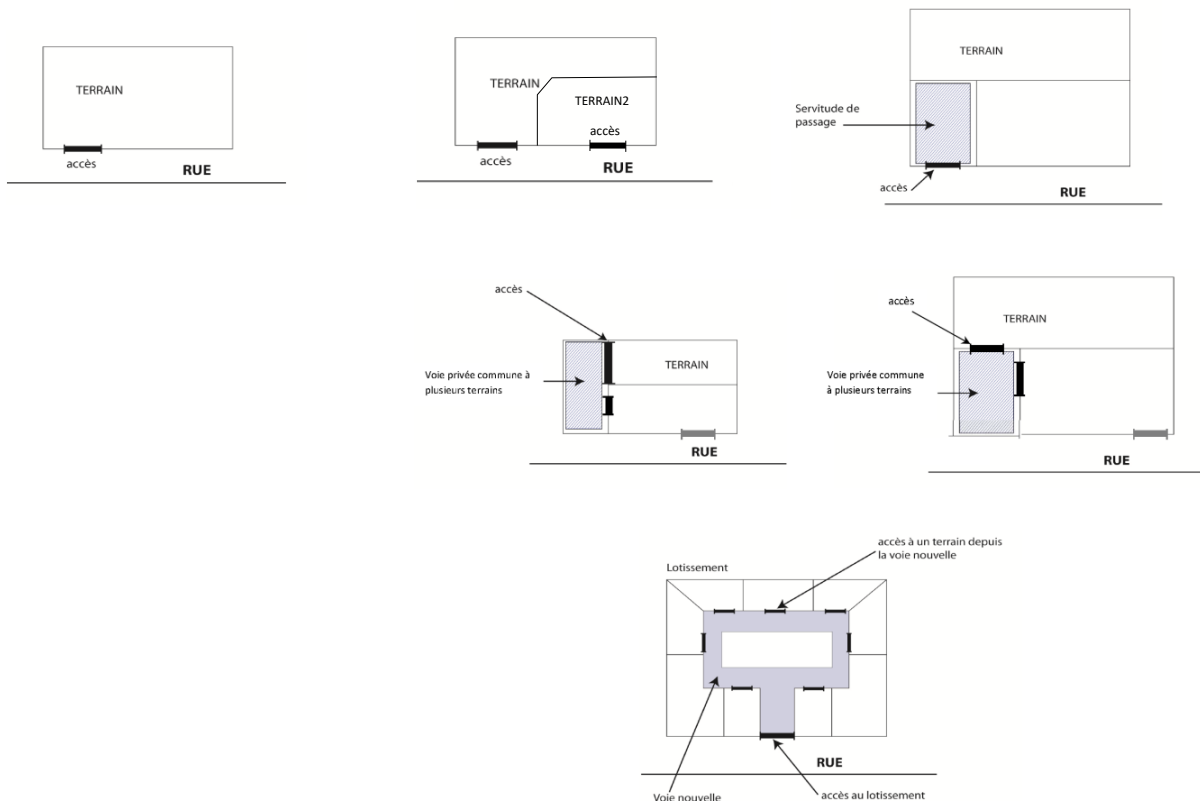 TERRAIN
accès
RUE
TERRAIN
TERRAIN2
accès
accès
RUE
TERRAIN
Servitude de
passage
accès
RUE
accès
TERRAIN
Voie privée commune à
plusieurs terrains
RUE
accès
TERRAIN
Voie privée commune
à plusieurs terrains
RUE
accès à un terrain depuis
la voie nouvelle
Lotissement
RUE
Voie nouvelle
accès au lotissement